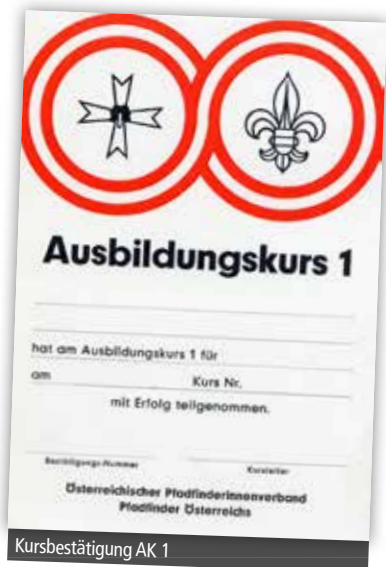 Ausbildungskurs 1
hat am Ausbildungskurs 1 für
am Kurs Nr.
mit Erfolg teilgenommen.
Bestätigungs-Nummer Kursleiter
Österreichischer Pfadfinderinnenverband
Pfadfinder Österreichs
Kursbestätigung AK 1